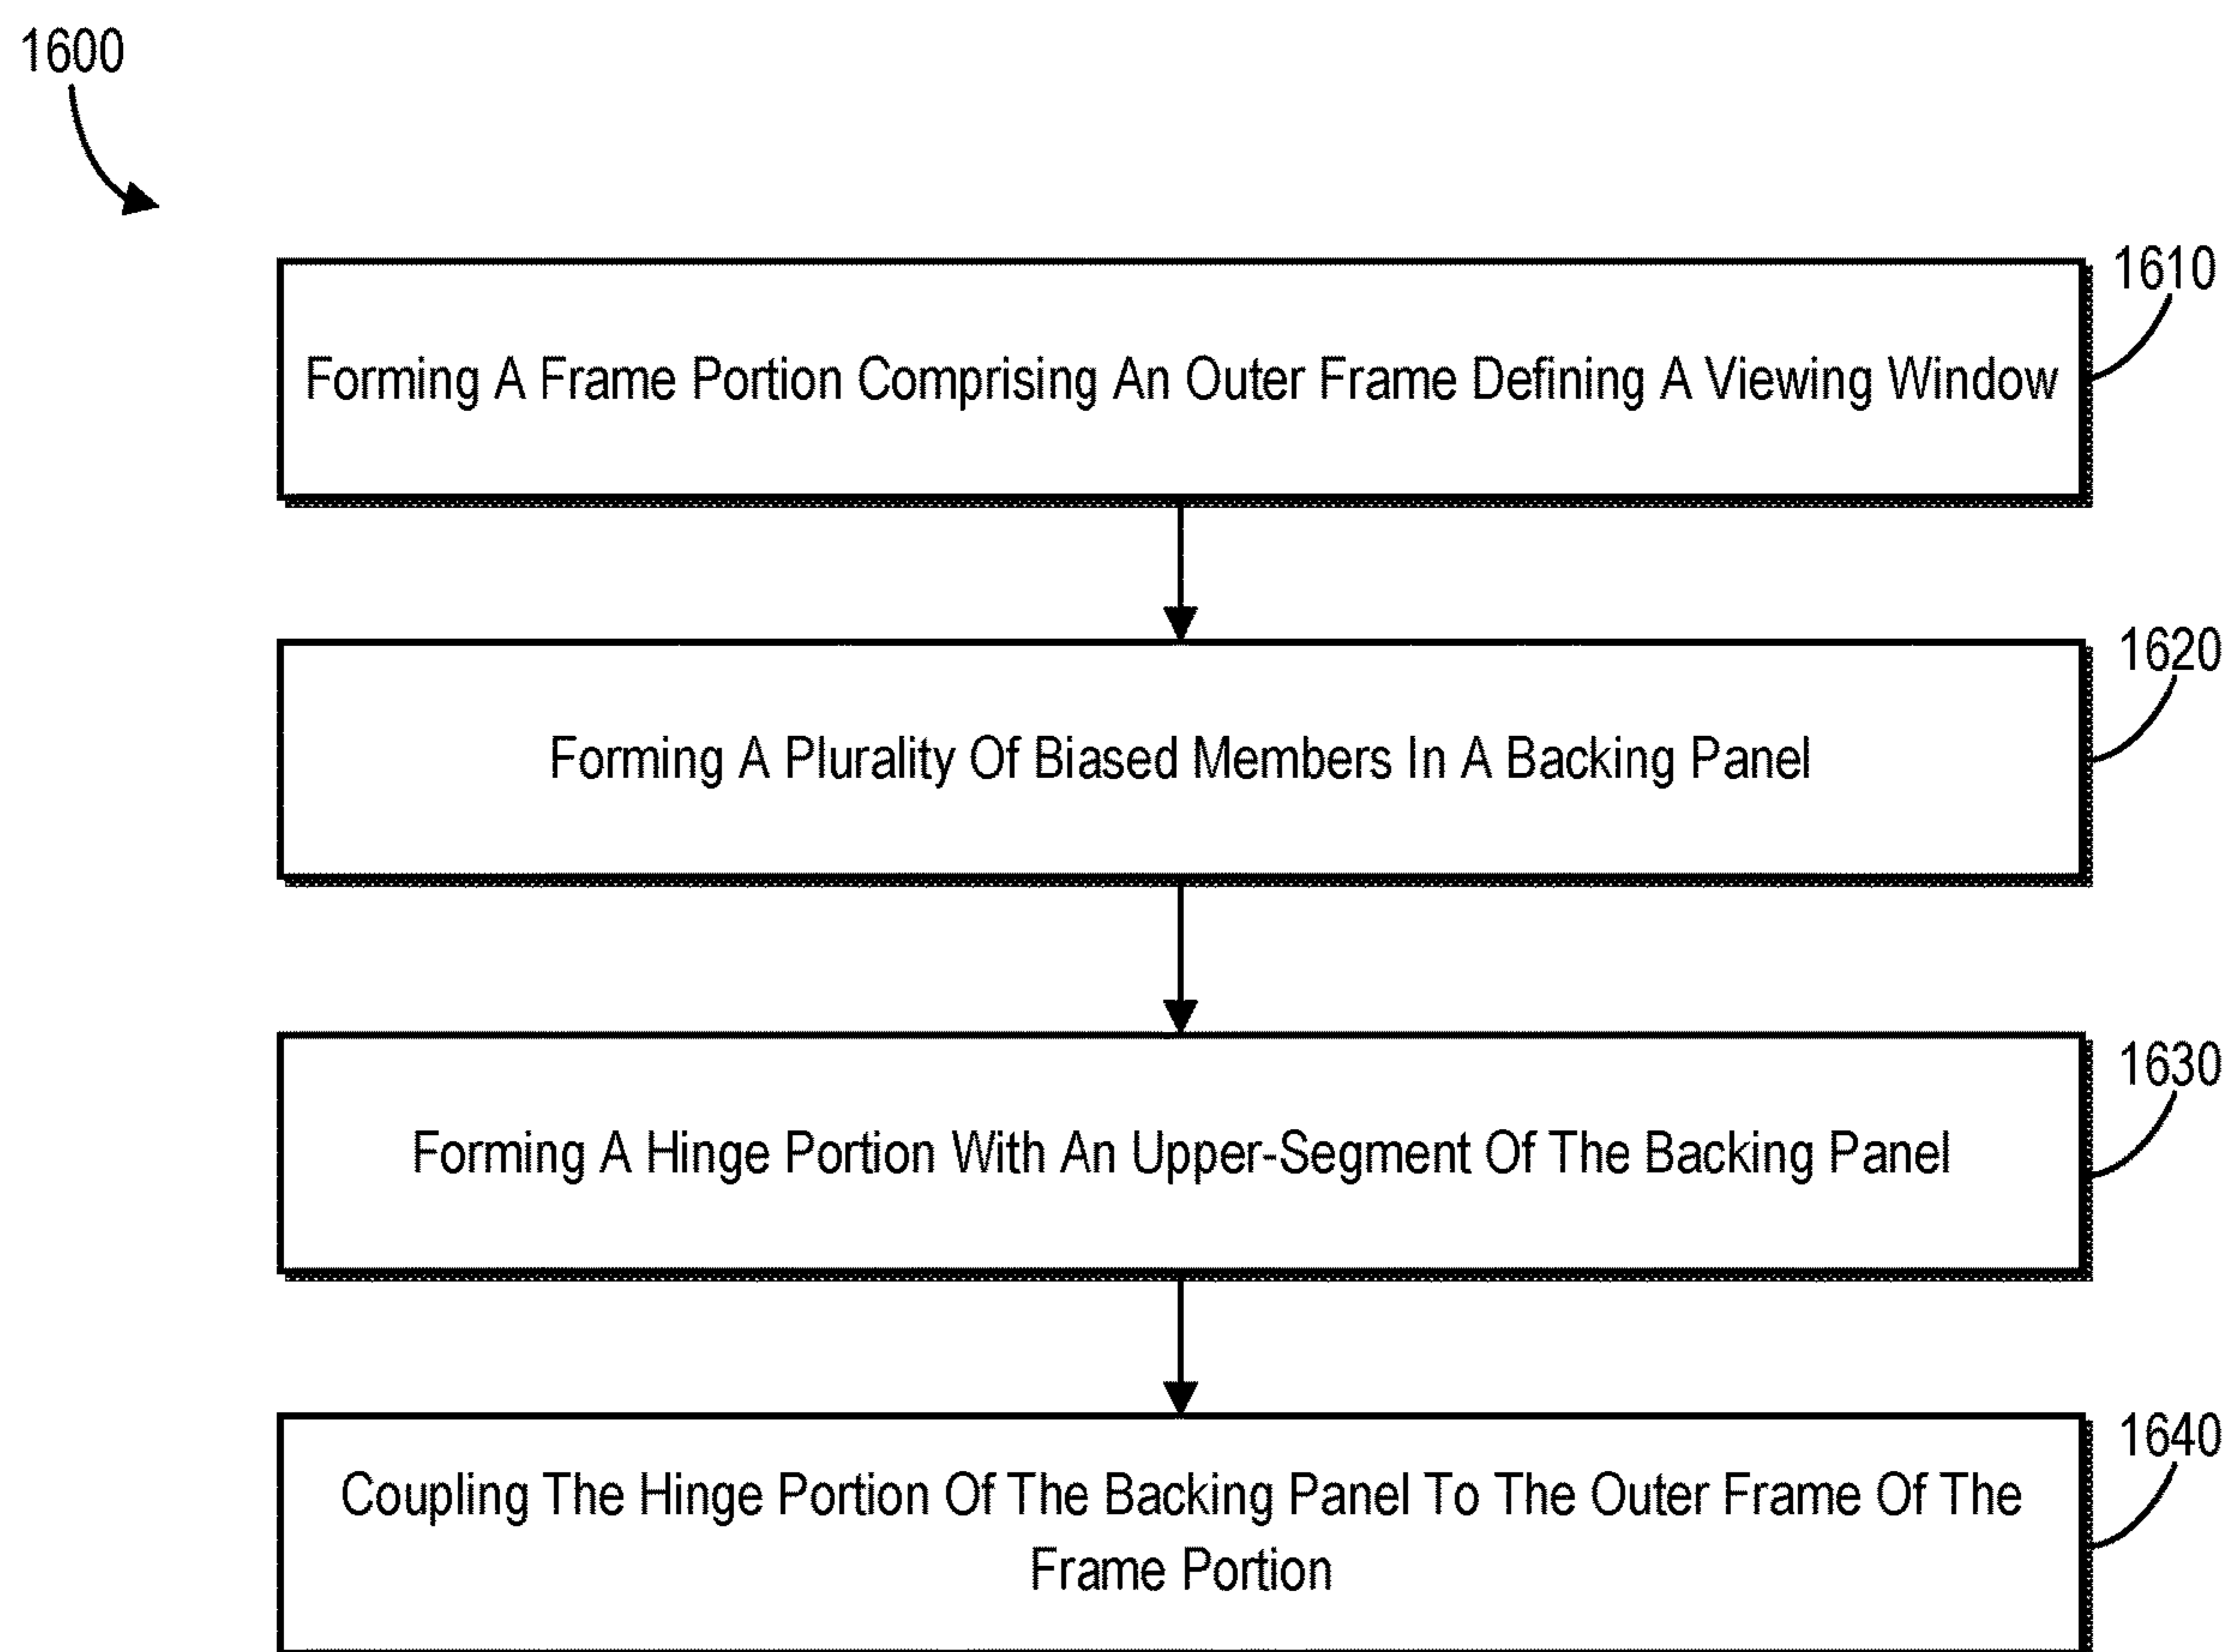 1600
1610
Forming A Frame Portion Comprising An Outer Frame Defining A Viewing Window
1620
Forming A Plurality Of Biased Members In A Backing Panel
1630
Forming A Hinge Portion With An Upper-Segment Of The Backing Panel
1640
Coupling The Hinge Portion Of The Backing Panel To The Outer Frame Of The
Frame Portion